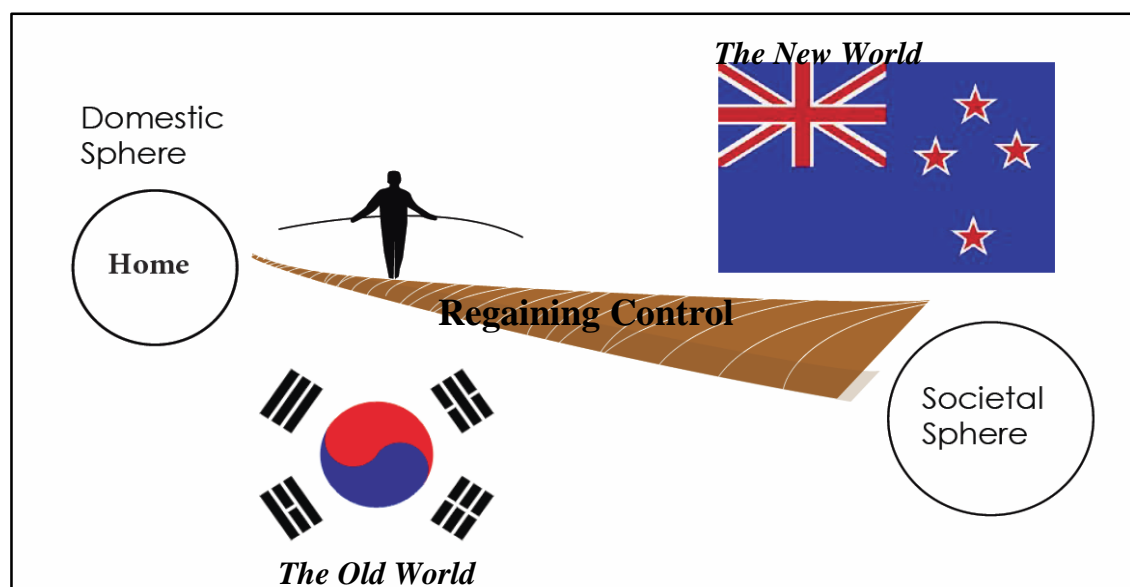 The New World
Domestic
Sphere
Home
Regaining Control
Societal
Sphere
The Old World